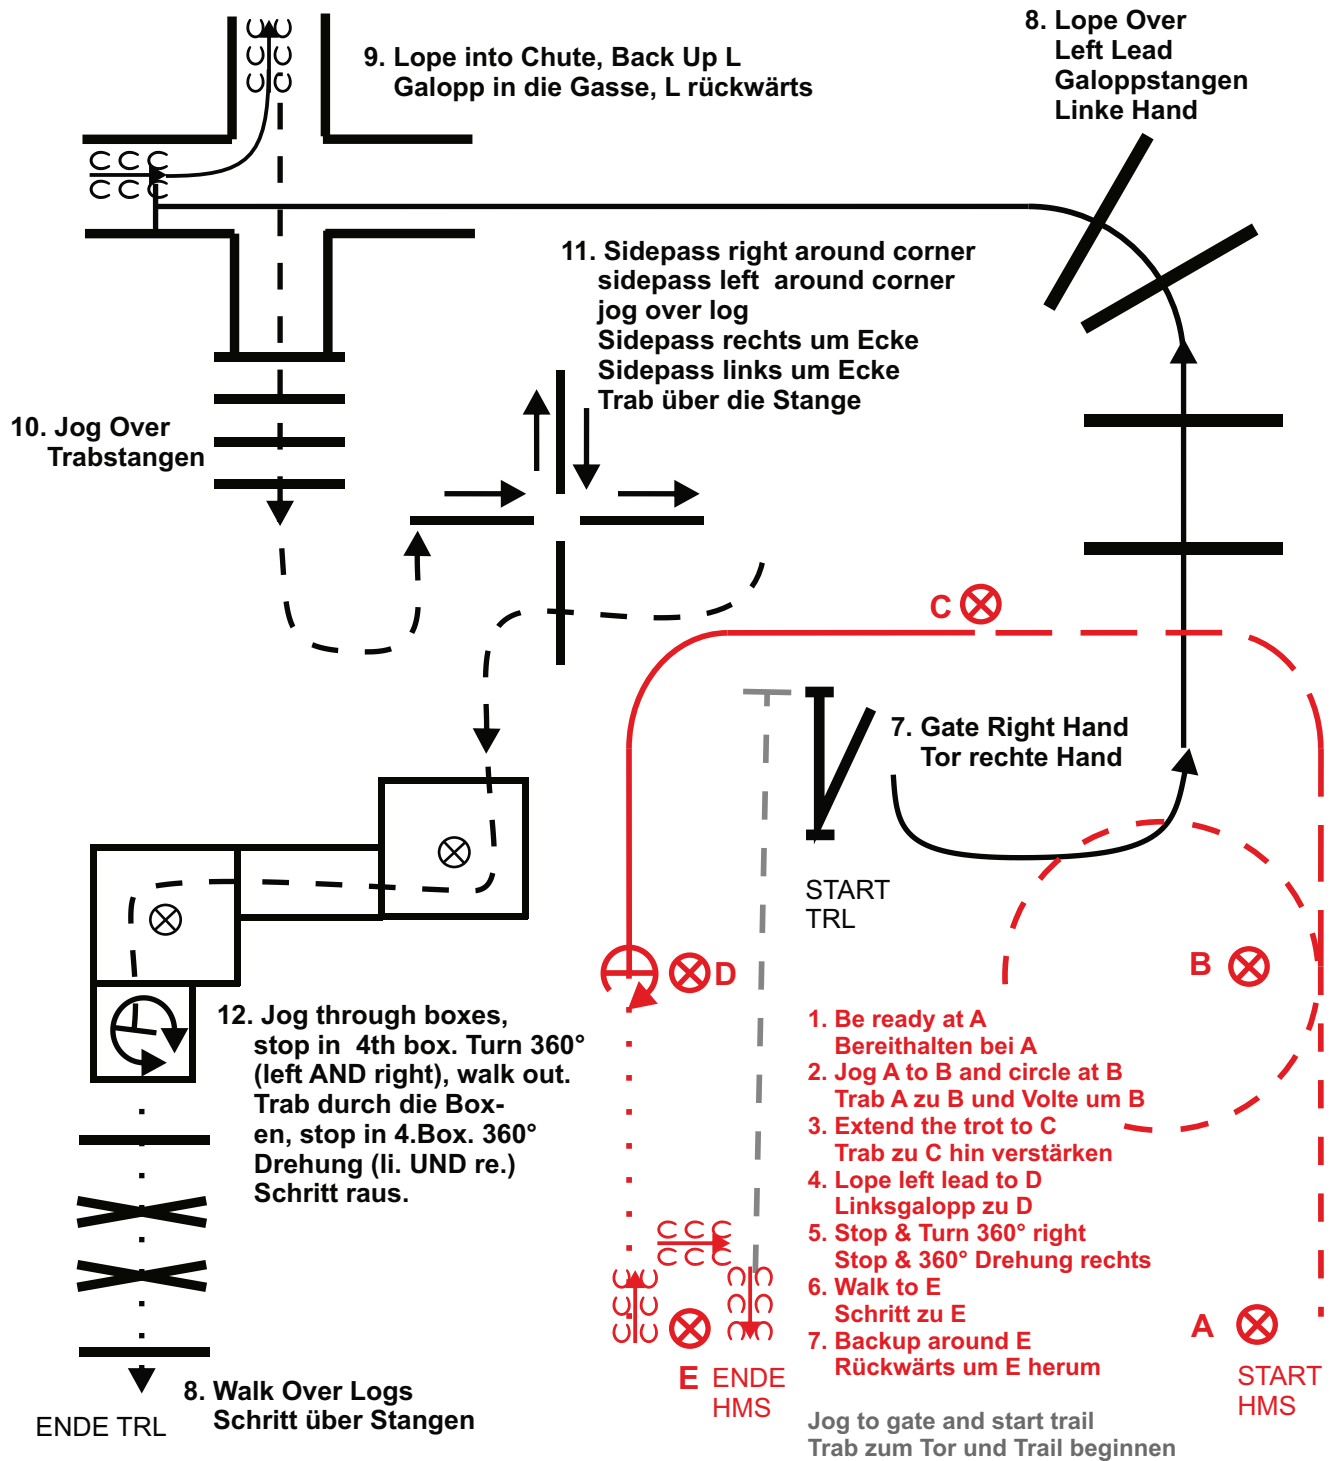 8. Lope Over
Left Lead
Galoppstangen
Linke Hand
9. Lope into Chute, Back Up L
Galopp in die Gasse, L rückwärts
11. Sidepass right around corner
sidepass left  around corner
jog over log
Sidepass rechts um Ecke
Sidepass links um Ecke
Trab über die Stange
10. Jog Over
Trabstangen
C
7. Gate Right Hand
Tor rechte Hand
START
TRL
D
B
12. Jog through boxes,
stop in  4th box. Turn 360°
(left AND right), walk out.
Trab durch die Box-
en, stop in 4.Box. 360°
Drehung (li. UND re.)
Schritt raus.
1. Be ready at A
Bereithalten bei A
2. Jog A to B and circle at B
Trab A zu B und Volte um B
3. Extend the trot to C
Trab zu C hin verstärken
4. Lope left lead to D
Linksgalopp zu D
5. Stop & Turn 360° right
Stop & 360° Drehung rechts
6. Walk to E
Schritt zu E
7. Backup around E
Rückwärts um E herum
A
START
HMS
E
ENDE
HMS
8. Walk Over Logs
Schritt über Stangen
ENDE TRL
Jog to gate and start trail
Trab zum Tor und Trail beginnen